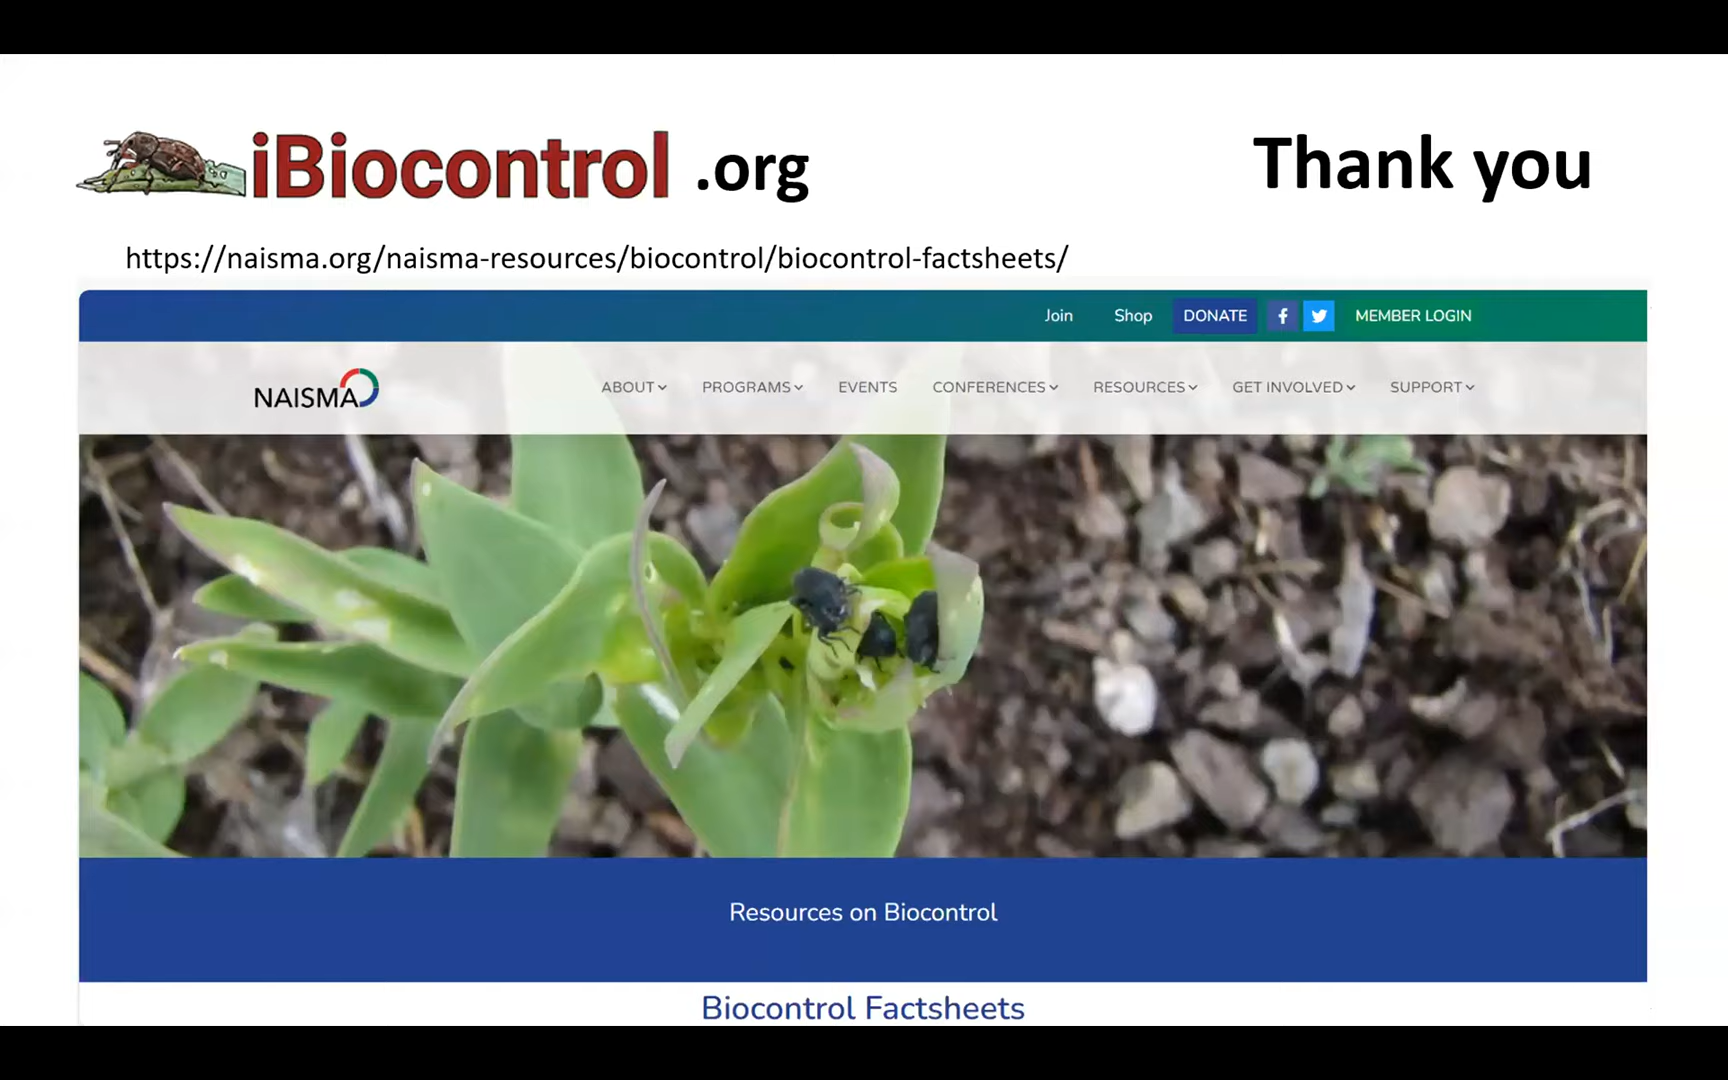 iBiocontrol .org
Thank you
https://naisma.org/naisma-resources/biocontrol/biocontrol-factsheets/
Join Shop DONATE f MEMBER LOGIN
NAISMA ABOUT PROGRAMS EVENTS CONFERENCES RESOURCES GET INVOLVED SUPPORT
Resources on Biocontrol
Biocontrol Factsheets